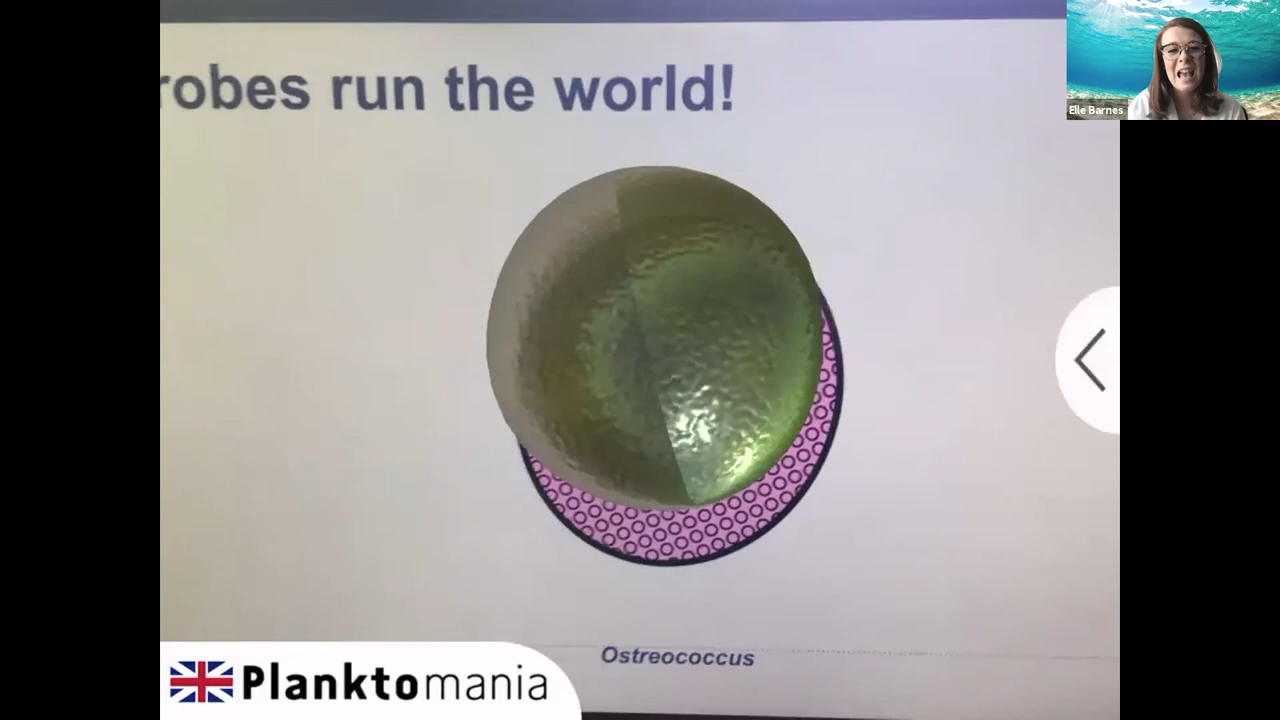 robes run the world!
Elle Barnes
Ostreococcus
Planktomania